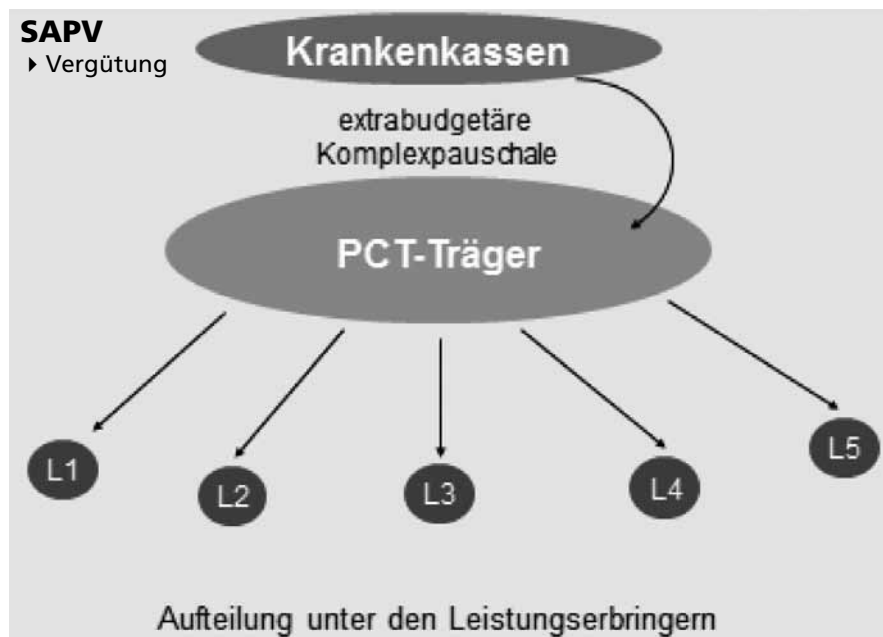 SAPV
Vergütung
Krankenkassen
extrabudgetäre
Komplexpauschale
PCT-Träger
L1
L2
L3
L4
L5
Aufteilung unter den Leistungserbringern